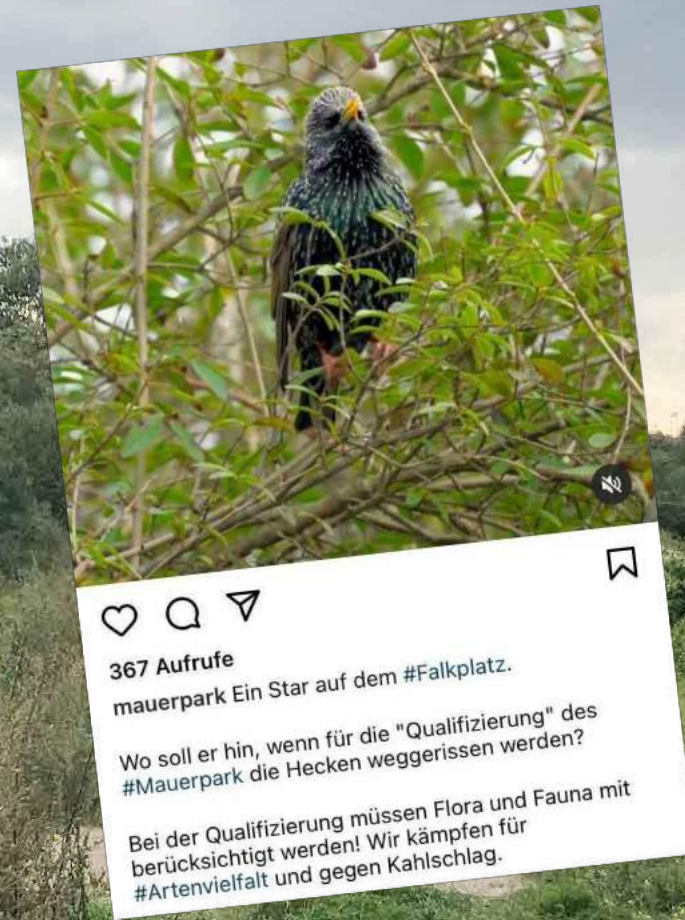 367 Aufrufe
mauerpark Ein Star auf dem #Falkplatz.
Wo soll er hin, wenn für die "Qualifizierung" des
#Mauerpark die Hecken weggerissen werden?
Bei der Qualifizierung müssen Flora und Fauna mit
berücksichtigt werden! Wir kämpfen für
#Artenvielfalt und gegen Kahlschlag.